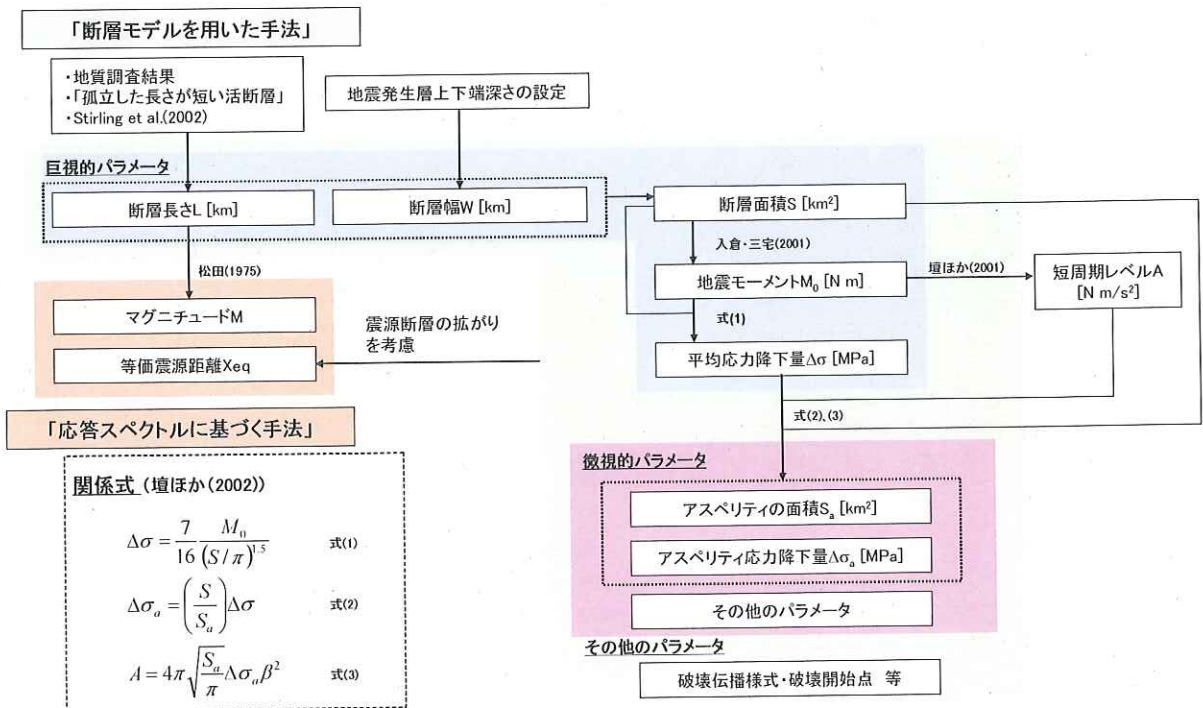 「断層モデルを用いた手法」
・地質調査結果
・「孤立した長さが短い活断層」
・Stirling et al.(2002)
地震発生層上下端深さの設定
巨視的パラメータ
断層長さL [km]
断層幅W [km]
断層面積S [km²]
入倉・三宅(2001)
松田(1975)
地震モーメントM₀ [N m]
壇ほか(2001)
短周期レベルA
[N m/s²]
式(1)
マグニチュードM
震源断層の拡がり
を考慮
等価震源距離Xeq
平均応力降下量Δσ [MPa]
式(2)、(3)
「応答スペクトルに基づく手法」
関係式 (壇ほか(2002))
Δσ = 7/16 M₀/(S/π)^1.5 式(1)
Δσₐ = (S/Sₐ)Δσ 式(2)
A = 4π√(Sₐ/π) Δσₐβ² 式(3)
微視的パラメータ
アスペリティの面積Sₐ [km²]
アスペリティ応力降下量Δσₐ [MPa]
その他のパラメータ
その他のパラメータ
破壊伝播様式・破壊開始点 等